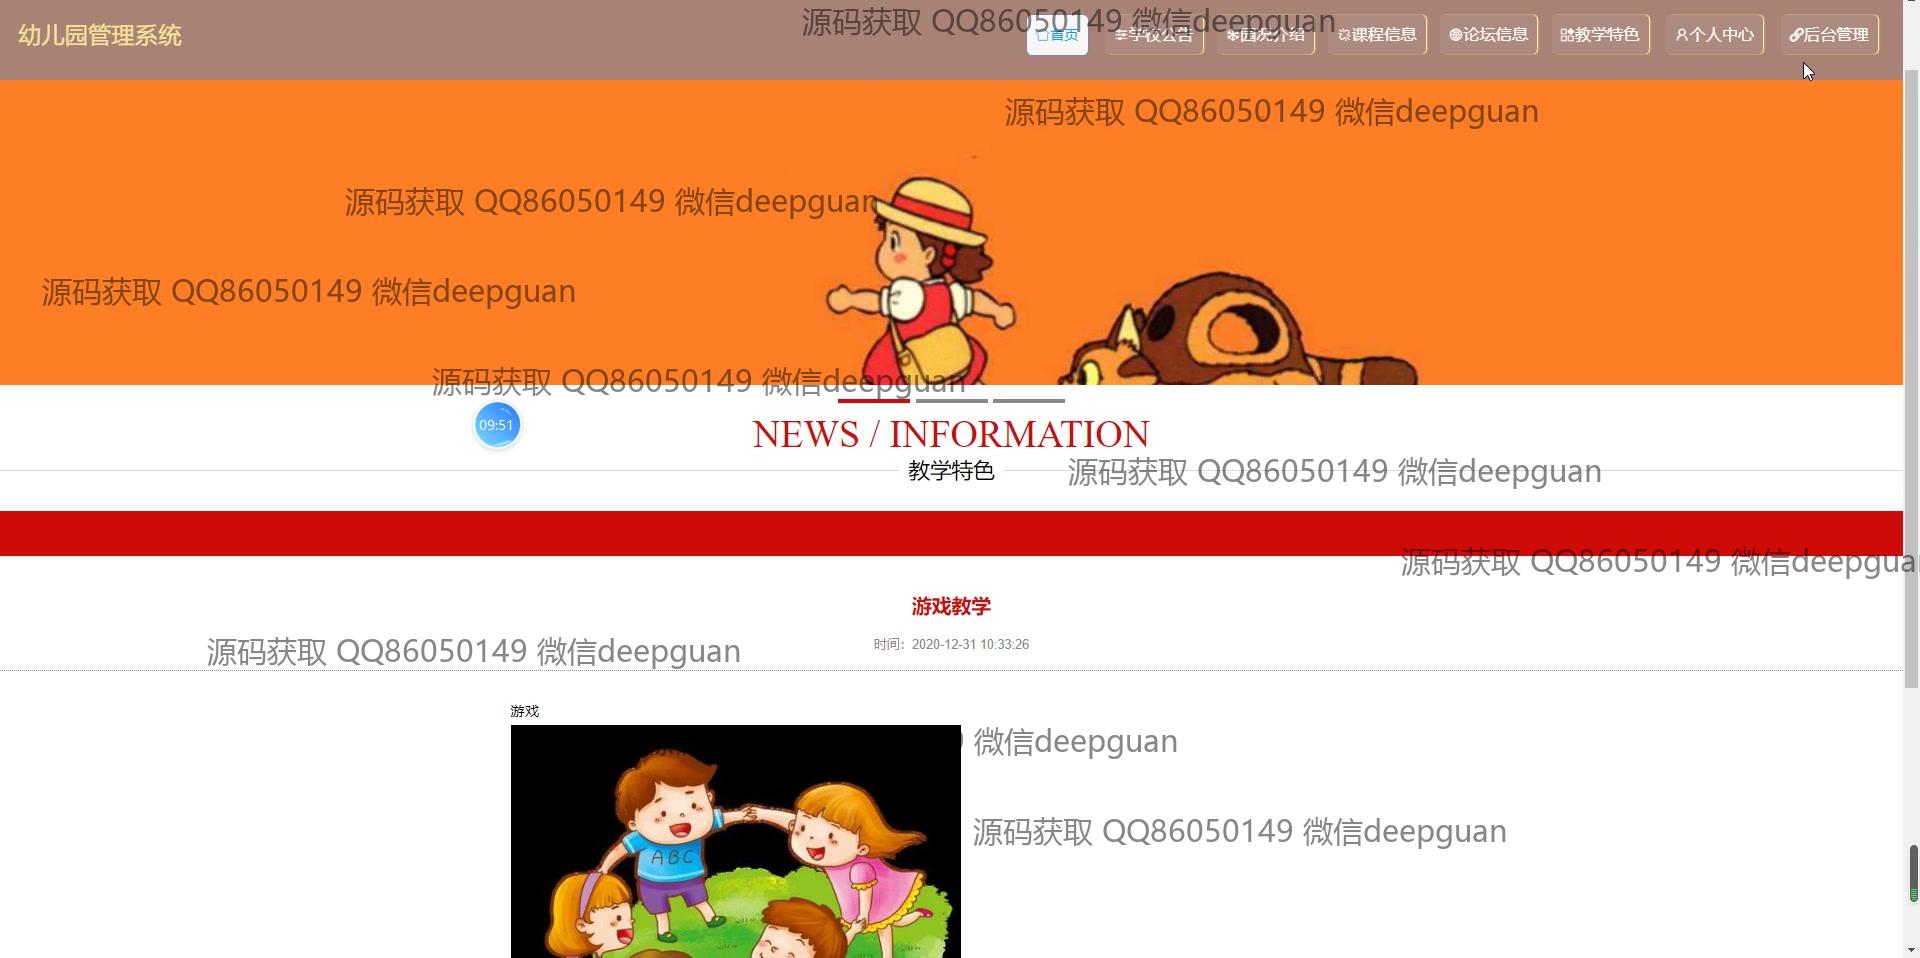 幼儿园管理系统
首页 学校公告 园况介绍 课程信息 论坛信息 教学特色 个人中心 后台管理
源码获取 QQ86050149 微信deepguan
源码获取 QQ86050149 微信deepguan
源码获取 QQ86050149 微信deepguan
源码获取 QQ86050149 微信deepguan
源码获取 QQ86050149 微信deepguan
09:51
NEWS / INFORMATION
教学特色
源码获取 QQ86050149 微信deepguan
源码获取 QQ86050149 微信deepgua
游戏教学
时间：2020-12-31 10:33:26
源码获取 QQ86050149 微信deepguan
游戏
微信deepguan
源码获取 QQ86050149 微信deepguan
ABC